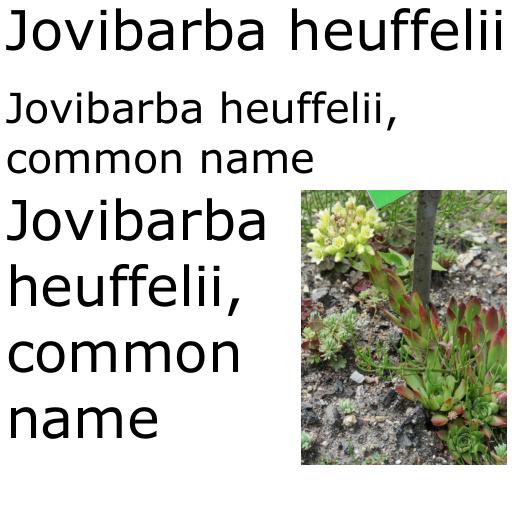 Jovibarba heuffelii
Jovibarba heuffelii,
common name
Jovibarba
heuffelii,
common
name